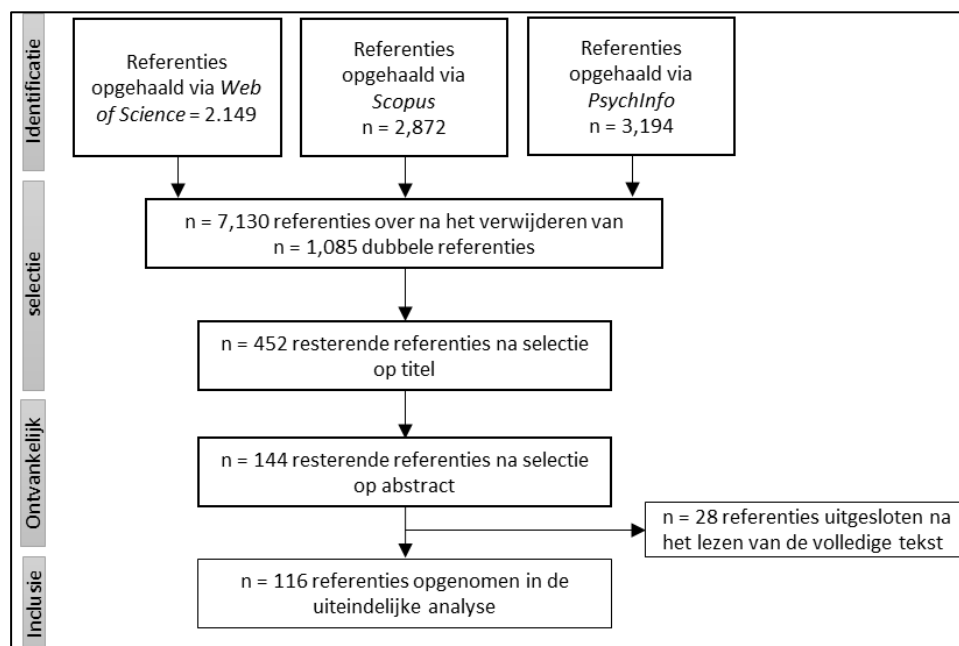 Identificatie
Referenties
opgehaald via Web
of Science = 2.149
Referenties
opgehaald via
Scopus
n = 2,872
Referenties
opgehaald via
PsychInfo
n = 3,194
selectie
n = 7,130 referenties over na het verwijderen van
n = 1,085 dubbele referenties
n = 452 resterende referenties na selectie
op titel
Ontvankelijk
n = 144 resterende referenties na selectie
op abstract
n = 28 referenties uitgesloten na
het lezen van de volledige tekst
Inclusie
n = 116 referenties opgenomen in de
uiteindelijke analyse